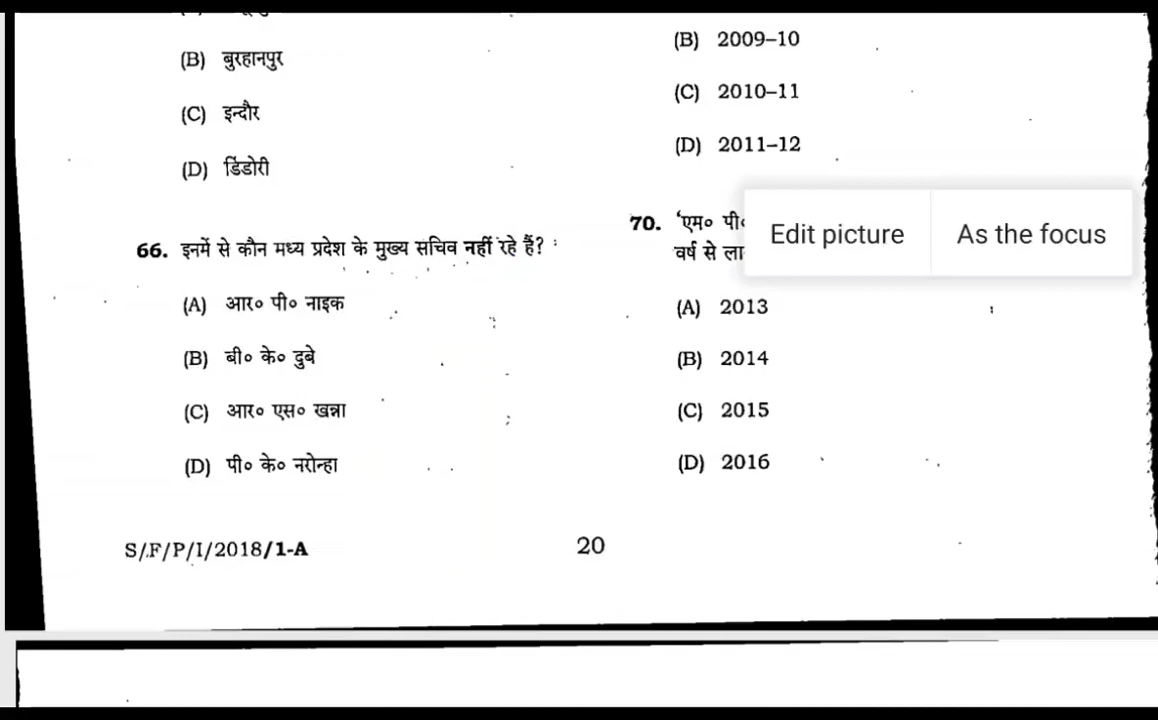 (B) बुरहानपुर
(C) इन्दौर
(D) डिंडोरी
66. इनमें से कौन मध्य प्रदेश के मुख्य सचिव नहीं रहे हैं?
(A) आर० पी० नाइक
(B) बी० के० दुबे
(C) आर० एस० खन्ना
(D) पी० के० नरोन्हा
(B) 2009–10
(C) 2010–11
(D) 2011–12
70. ‘एम० पी०
वर्ष से
(A) 2013
(B) 2014
(C) 2015
(D) 2016
Edit picture
As the focus
S/F/P/I/2018/1-A
20